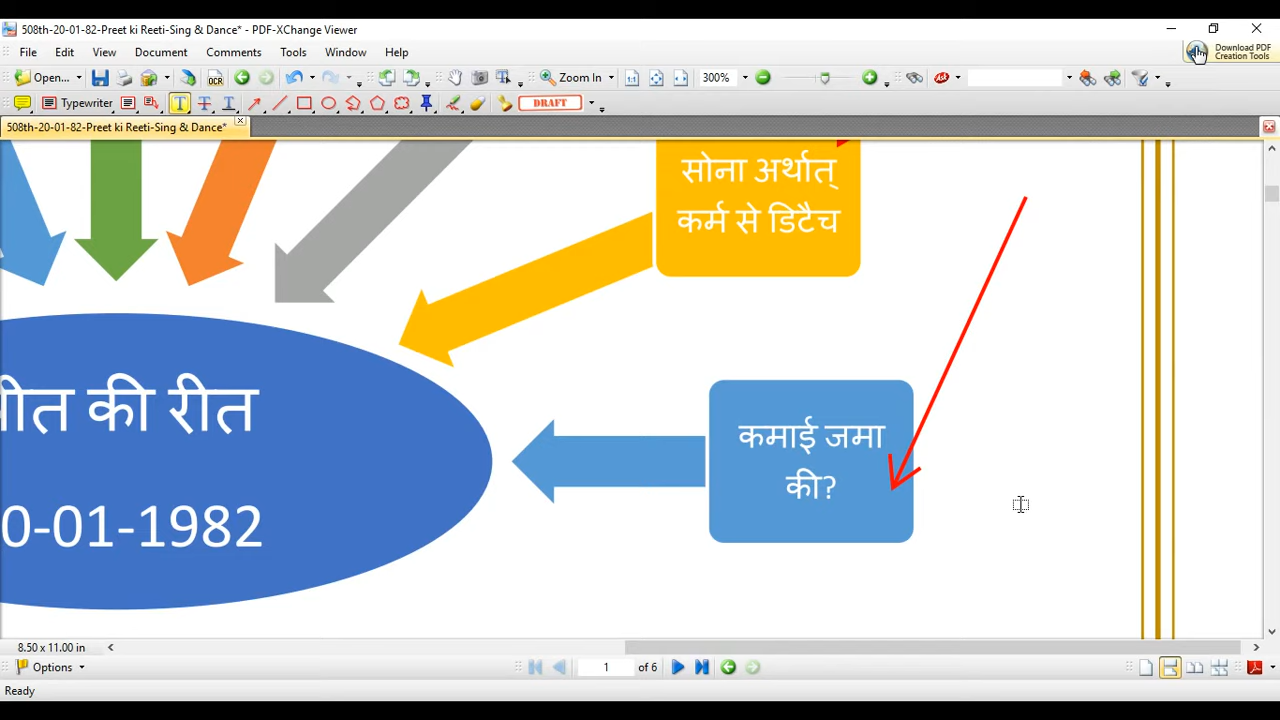 508th-20-01-82-Preet ki Reeti-Sing & Dance* - PDF-XChange Viewer
File Edit View Document Comments Tools Window Help
Download PDF
Creation Tools
Open... OCR Zoom In 300% Ask
Typewriter T T T DRAFT
508th-20-01-82-Preet ki Reeti-Sing & Dance*
सोना अर्थात्
कर्म से डिटैच
की रीत
0-01-1982
कमाई जमा
की?
8.50 x 11.00 in
Options 1 of 6
Ready